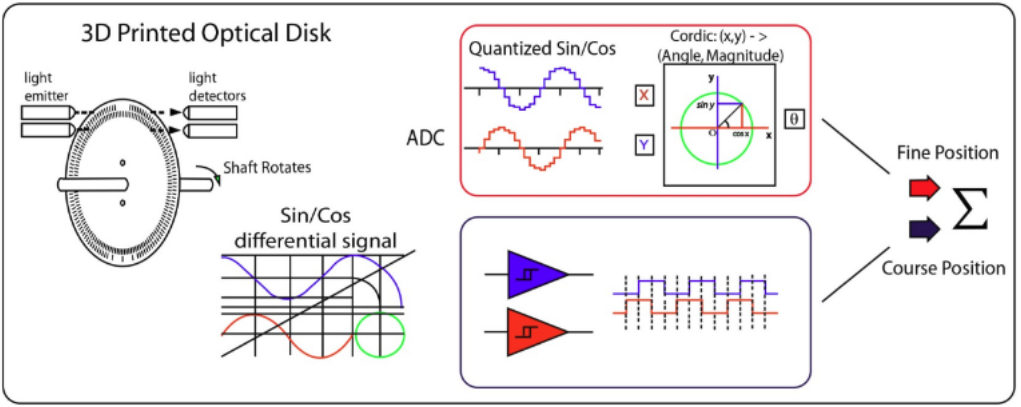 3D Printed Optical Disk
light
emitter
light
detectors
Shaft Rotates
Sin/Cos
differential signal
ADC
Quantized Sin/Cos
X
Y
Cordic: (x,y) - >
(Angle, Magnitude)
y
sin y
O
cos x
x
θ
Fine Position
Σ
Course Position